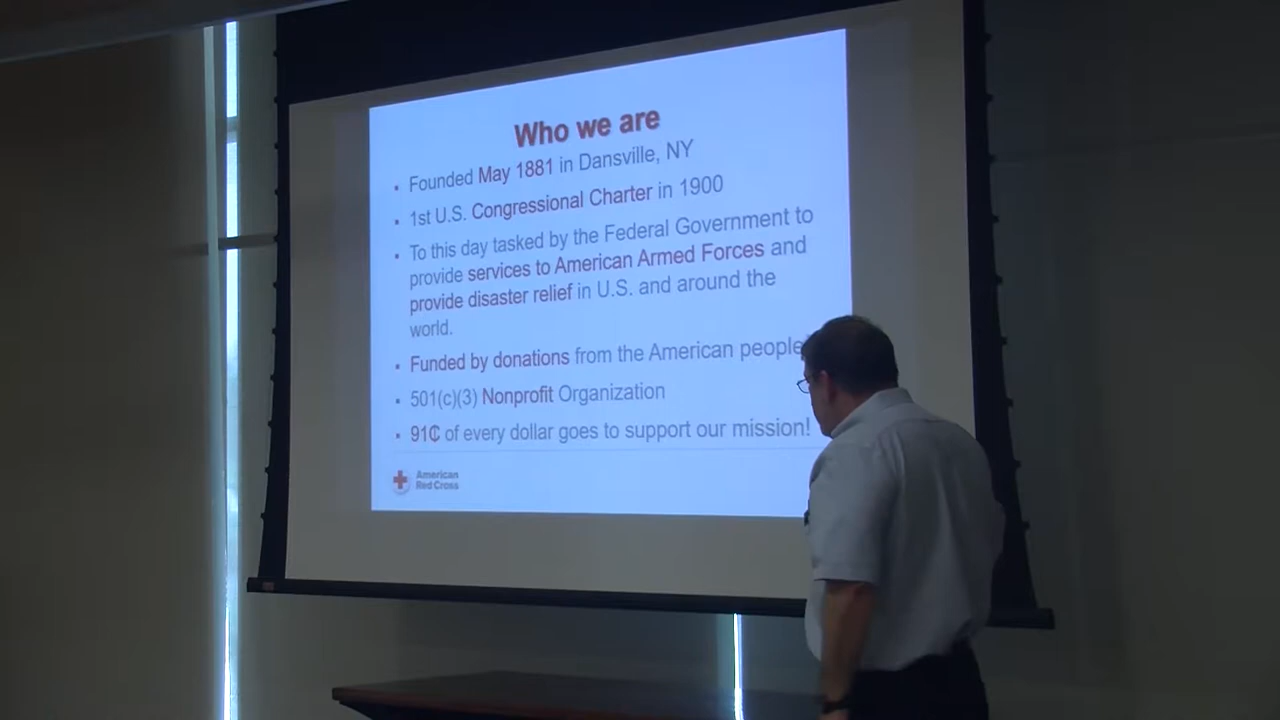 Who we are
▪ Founded May 1881 in Dansville, NY
▪ 1st U.S. Congressional Charter in 1900
▪ To this day tasked by the Federal Government to
provide services to American Armed Forces and
provide disaster relief in U.S. and around the
world.
▪ Funded by donations from the American people
▪ 501(c)(3) Nonprofit Organization
▪ 91₵ of every dollar goes to support our mission!
American
Red Cross